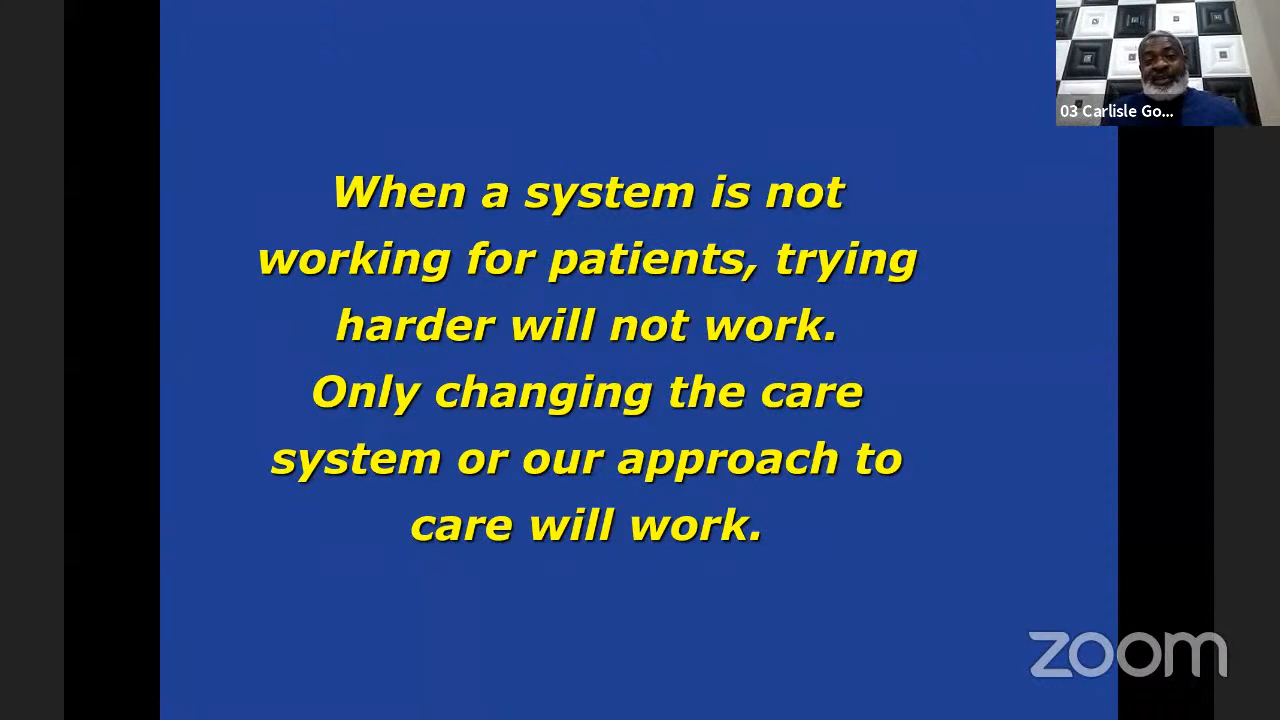 03 Carlisle Go...
When a system is not
working for patients, trying
harder will not work.
Only changing the care
system or our approach to
care will work.
zoom